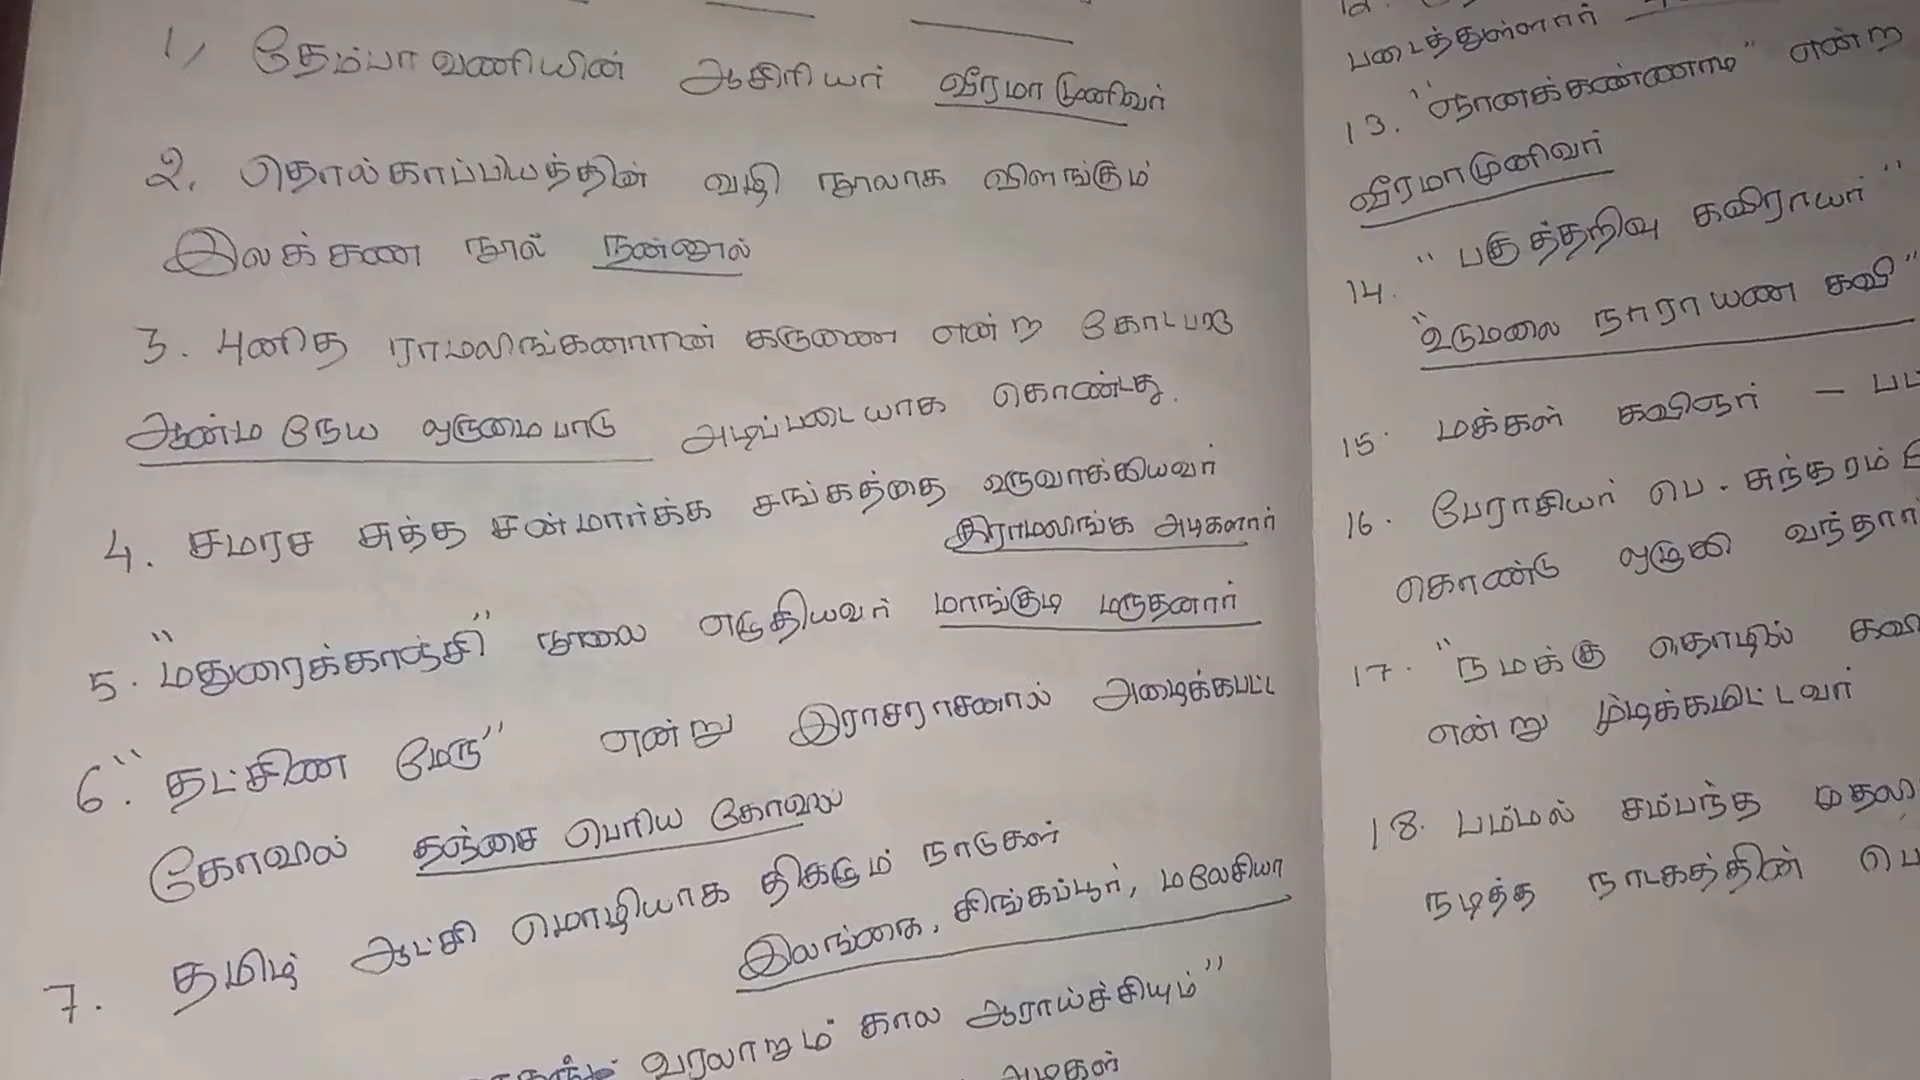 1, தேம்பாவணியின் ஆசிரியர் வீரமாமுனிவர்
2. தொல்காப்பியத்தின் வழி நூலாக விளங்கும்
இலக்கண நூல் நன்னூல்
3. புனித ராமலிங்கனாரின் கருணை என்ற கோட்பாடு
ஆன்ம நேய ஒருமைபாடு அடிப்படையாக கொண்டது.
4. சமரச சுத்த சன்மார்க்க சங்கத்தை உருவாக்கியவர்
இராமலிங்க அடிகளார்
5. "மதுரைக்காஞ்சி" நூலை எழுதியவர் மாங்குடி மருதனார்
6. "தட்சிண மேரு" என்று இராசராசனால் அழைக்கபட்ட
கோவில் தஞ்சை பெரிய கோவில்
7. தமிழ் ஆட்சி மொழியாக திகழும் நாடுகள்
இலங்கை, சிங்கப்பூர், மலேசியா
வரலாறும் கால ஆராய்ச்சியும்"
அடிகள்
படைத்துள்ளார்
13. "ஞானக்கண்ணாடி" என்ற
வீரமாமுனிவர்
14. "பகுத்தறிவு கவிராயர்"
"உடுமலை நாராயண கவி"
15. மக்கள் கவிஞர் -
16. பேராசியர் பெ. சுந்தரம்
கொண்டு ஒழுகி வந்தார்
17. "நமக்கு தொழில்
என்று முழக்கமிட்டவர்
18. பம்மல் சம்பந்த
நடித்த நாடகத்தின்